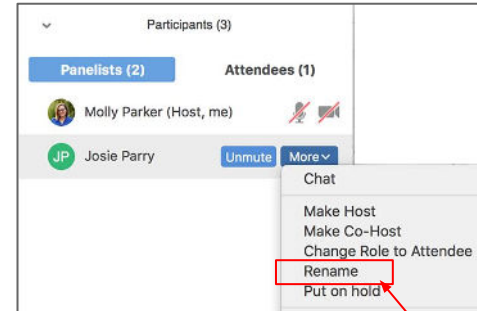 Participants (3)
Panelists (2) Attendees (1)
Molly Parker (Host, me)
JP Josie Parry Unmute More
Chat
Make Host
Make Co-Host
Change Role to Attendee
Rename
Put on hold